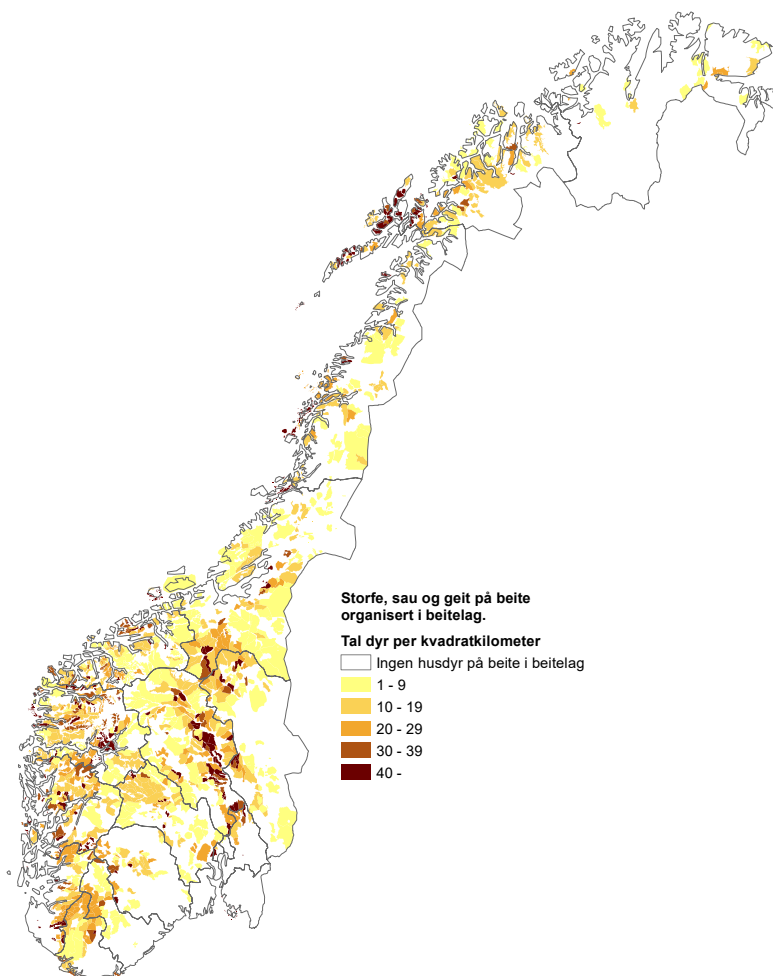 Storfe, sau og geit på beite
organisert i beitelag.
Tal dyr per kvadratkilometer
Ingen husdyr på beite i beitelag
1 - 9
10 - 19
20 - 29
30 - 39
40 -